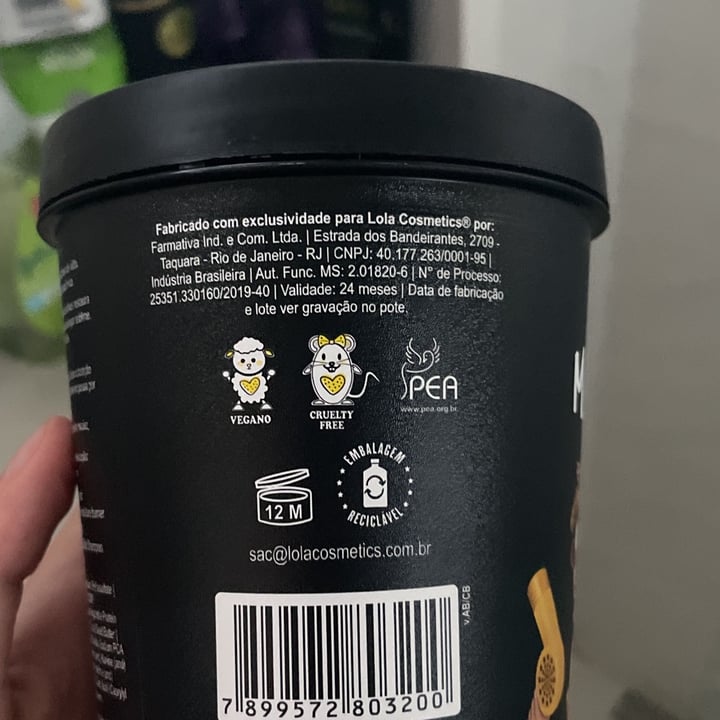 Fabricado com exclusividade para Lola Cosmetics® por:
Farmativa Ind. e Com. Ltda. | Estrada dos Bandeirantes, 2709 -
Taquara - Rio de Janeiro - RJ | CNPJ: 40.177.263/0001-95 |
Indústria Brasileira | Aut. Func. MS: 2.01820-6 | N° de Processo:
25351.330160/2019-40 | Validade: 24 meses | Data de fabricação
e lote ver gravação no pote.
VEGANO
CRUELTY
FREE
PEA
www.pea.org.br
12 M
EMBALAGEM
RECICLÁVEL
sac@lolacosmetics.com.br
v.AB/CB
7 899572 803200
M